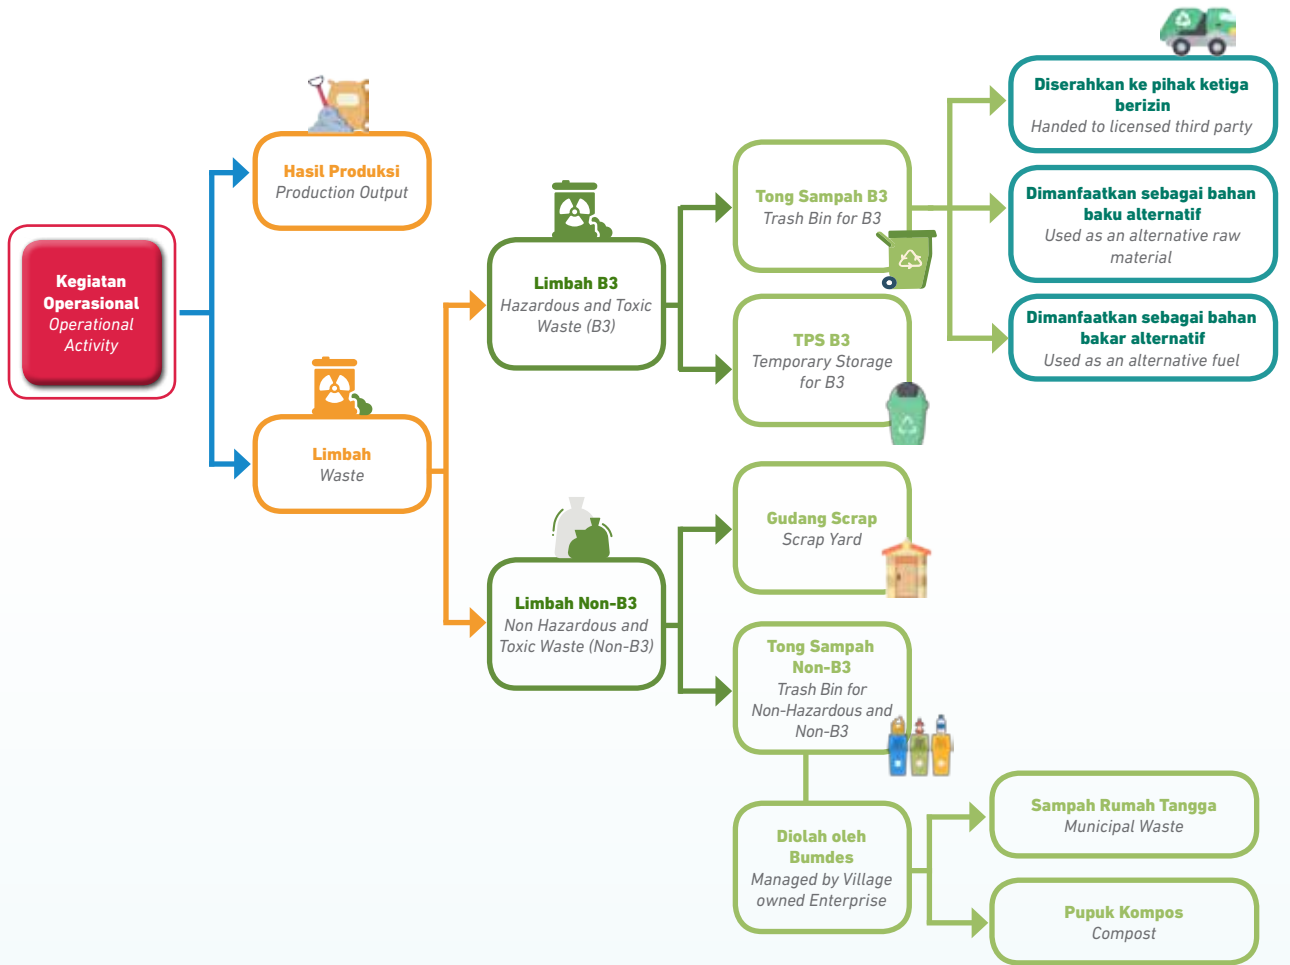 Kegiatan
Operasional
Operational
Activity
Hasil Produksi
Production Output
Limbah
Waste
Limbah B3
Hazardous and Toxic
Waste (B3)
Limbah Non-B3
Non Hazardous and
Toxic Waste (Non-B3)
Tong Sampah B3
Trash Bin for B3
TPS B3
Temporary Storage
for B3
Gudang Scrap
Scrap Yard
Tong Sampah
Non-B3
Trash Bin for
Non-Hazardous and
Non-B3
Diolah oleh
Bumdes
Managed by Village
owned Enterprise
Diserahkan ke pihak ketiga
berizin
Handed to licensed third party
Dimanfaatkan sebagai bahan
baku alternatif
Used as an alternative raw
material
Dimanfaatkan sebagai bahan
bakar alternatif
Used as an alternative fuel
Sampah Rumah Tangga
Municipal Waste
Pupuk Kompos
Compost